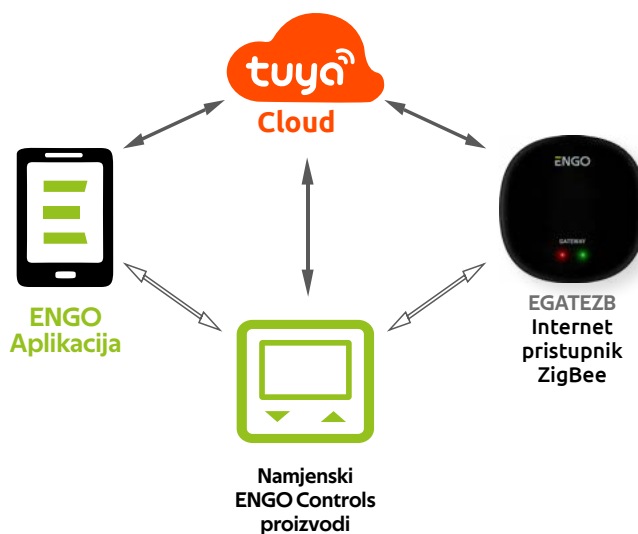 tuya
Cloud
ENGO
GATEWAY
ENGO
Aplikacija
EGATEZB
Internet
pristupnik
ZigBee
Namjenski
ENGO Controls
proizvodi